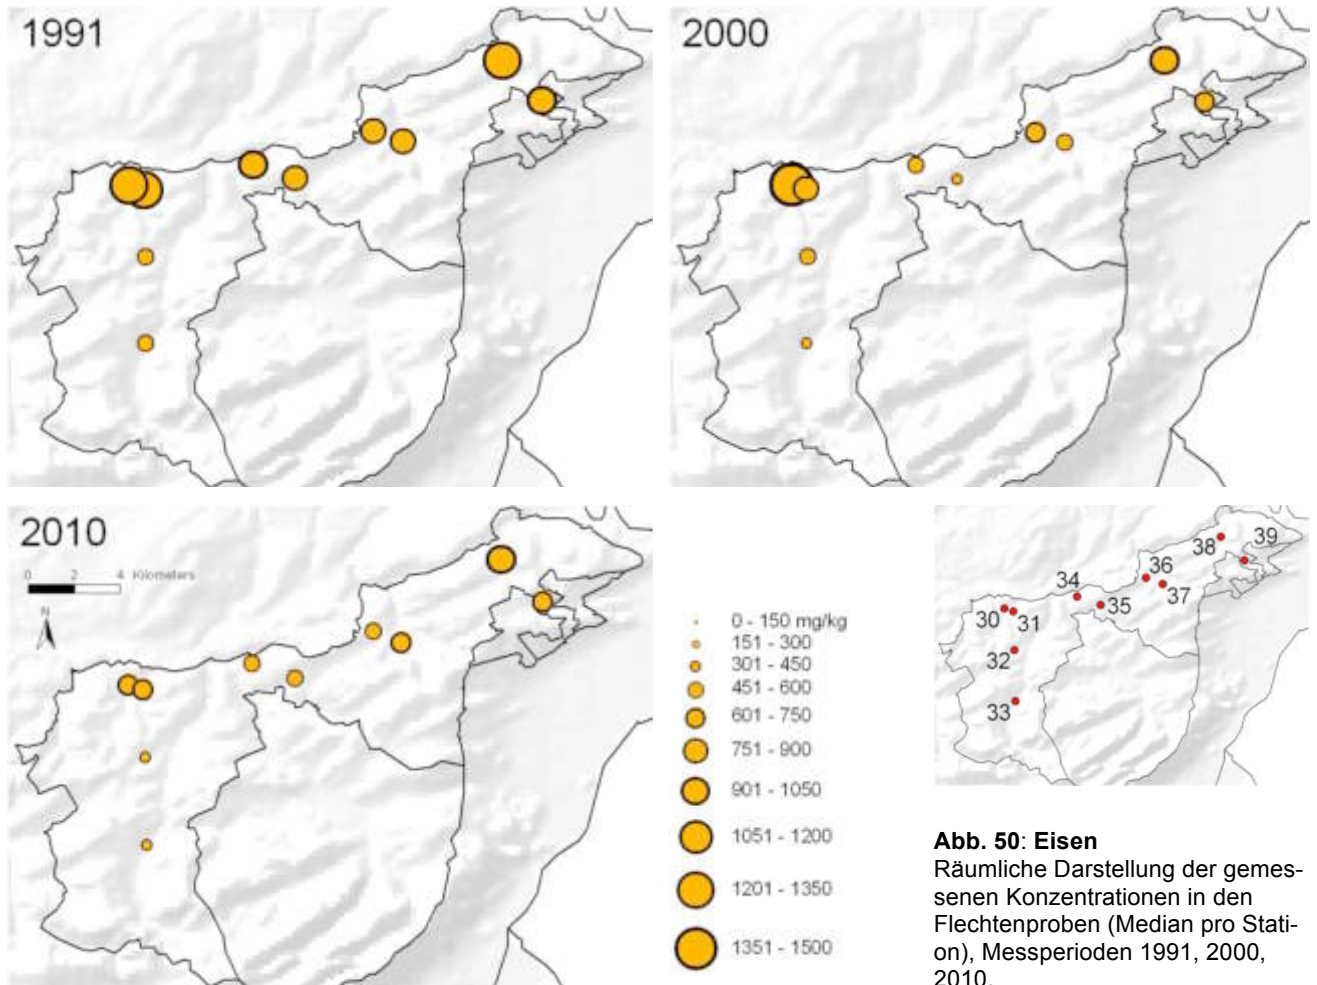 1991
2000
2010
0 2 4 Kilometers
N
0 - 150 mg/kg
151 - 300
301 - 450
451 - 600
601 - 750
751 - 900
901 - 1050
1051 - 1200
1201 - 1350
1351 - 1500
38
39
36
37
34
35
30
31
32
33
Abb. 50: Eisen
Räumliche Darstellung der gemes-
senen Konzentrationen in den
Flechtenproben (Median pro Stati-
on), Messperioden 1991, 2000,
2010.